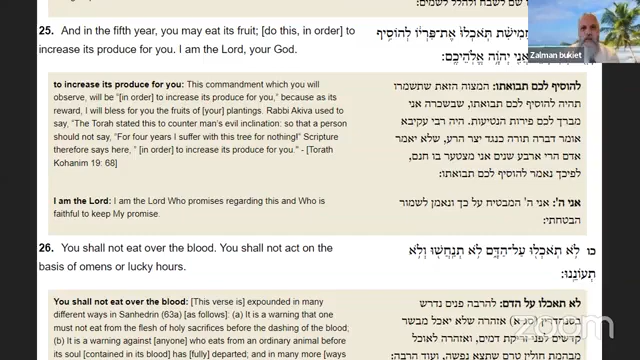 שם לשבח ולהלל לשמים:
25. And in the fifth year, you may eat its fruit; [do this, in order] to
increase its produce for you. I am the Lord, your God.
תֹּאכְלוּ אֶת־פִּרְיוֹ לְהוֹסִיף
אֲנִי יְהֹוָה אֱלֹהֵיכֶם:
Zalman bukiet
to increase its produce for you: This commandment which you will
observe, will be "[in order] to increase its produce for you," because as its
reward, I will bless for you the fruits of [your] plantings. Rabbi Akiva used to
say, "The Torah stated this to counter man's evil inclination: so that a person
should not say, "For four years I suffer with this tree for nothing!" Scripture
therefore says here, " [in order] to increase its produce for you." - [Torath
Kohanim 19: 68]
להוסיף לכם תבואתו: המצוה הזאת שתשמרו
תהיה להוסיף לכם תבואתו, שבשכרה אני
מברך לכם פירות הנטיעות. היה רבי עקיבא
אומר דברה תורה כנגד יצר הרע, שלא יאמר
אדם הרי ארבע שנים אני מצטער בו חנם,
לפיכך נאמר להוסיף לכם תבואתו:
I am the Lord: I am the Lord Who promises regarding this and Who is
faithful to keep My promise.
אני ה': אני ה' המבטיח על כך ונאמן לשמור
הבטחתי:
26. You shall not eat over the blood. You shall not act on the
basis of omens or lucky hours.
כו לֹא תֹאכְלוּ עַל־הַדָּם לֹא תְנַחֲשׁוּ וְלֹא
תְעוֹנֵנוּ:
You shall not eat over the blood: [This verse is] expounded in many
different ways in Sanhedrin (63a) [as follows]: (a) It is a warning that
one must not eat from the flesh of holy sacrifices before the dashing of the blood;
(b) It is a warning against [anyone] who eats from an ordinary animal before
its soul [contained in its blood] has [fully] departed; and in many more [ways
לא תאכלו על הדם: להרבה פנים נדרש
בסנהדרין אזהרה שלא יאכל מבשר
קדשים לפני זריקת דמים, ואזהרה לאוכל
מבהמת חולין טרם שתצא נפשה, ועוד הרבה:
zoom